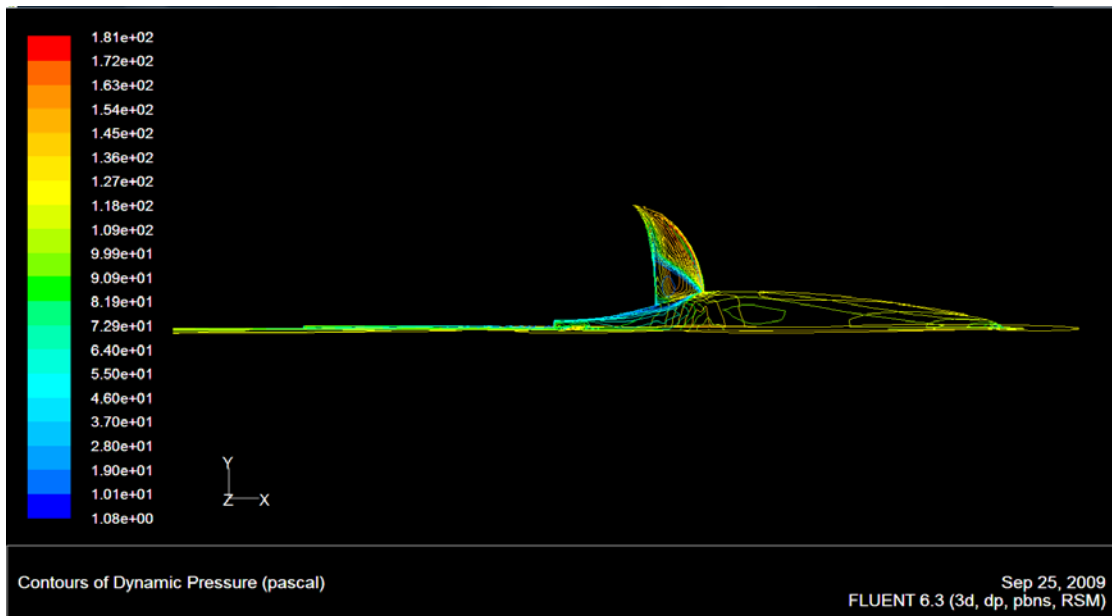 1.81e+02
1.72e+02
1.63e+02
1.54e+02
1.45e+02
1.36e+02
1.27e+02
1.18e+02
1.09e+02
9.99e+01
9.09e+01
8.19e+01
7.29e+01
6.40e+01
5.50e+01
4.60e+01
3.70e+01
2.80e+01
1.90e+01
1.01e+01
1.08e+00
Y
Z X
Contours of Dynamic Pressure (pascal)
Sep 25, 2009
FLUENT 6.3 (3d, dp, pbns, RSM)